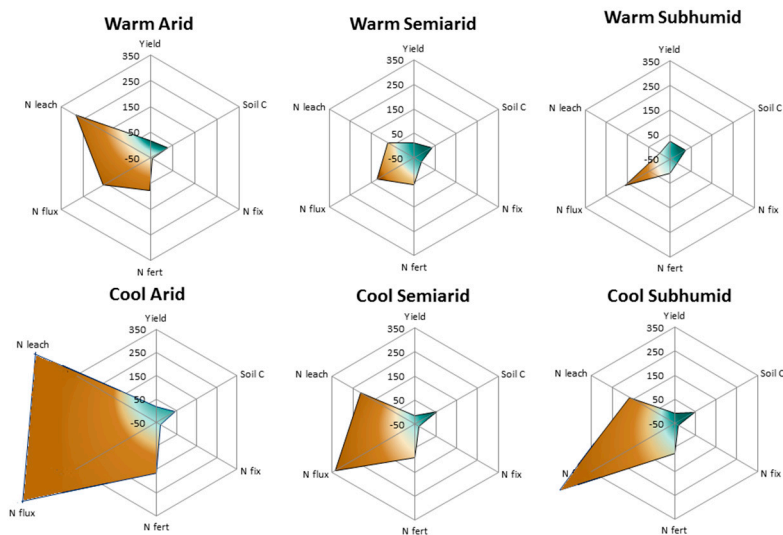 Warm Arid
Yield
350
250
150
50
-50
N leach
Soil C
N flux
N fix
N fert
Warm Semiarid
Yield
350
250
150
50
-50
N leach
Soil C
N flux
N fix
N fert
Warm Subhumid
Yield
350
250
150
50
-50
N leach
Soil C
N flux
N fix
N fert
Cool Arid
Yield
350
250
150
50
-50
N leach
Soil C
N flux
N fix
N fert
Cool Semiarid
Yield
350
250
150
50
-50
N leach
Soil C
N flux
N fix
N fert
Cool Subhumid
Yield
350
250
150
50
-50
N leach
Soil C
N fix
N fert